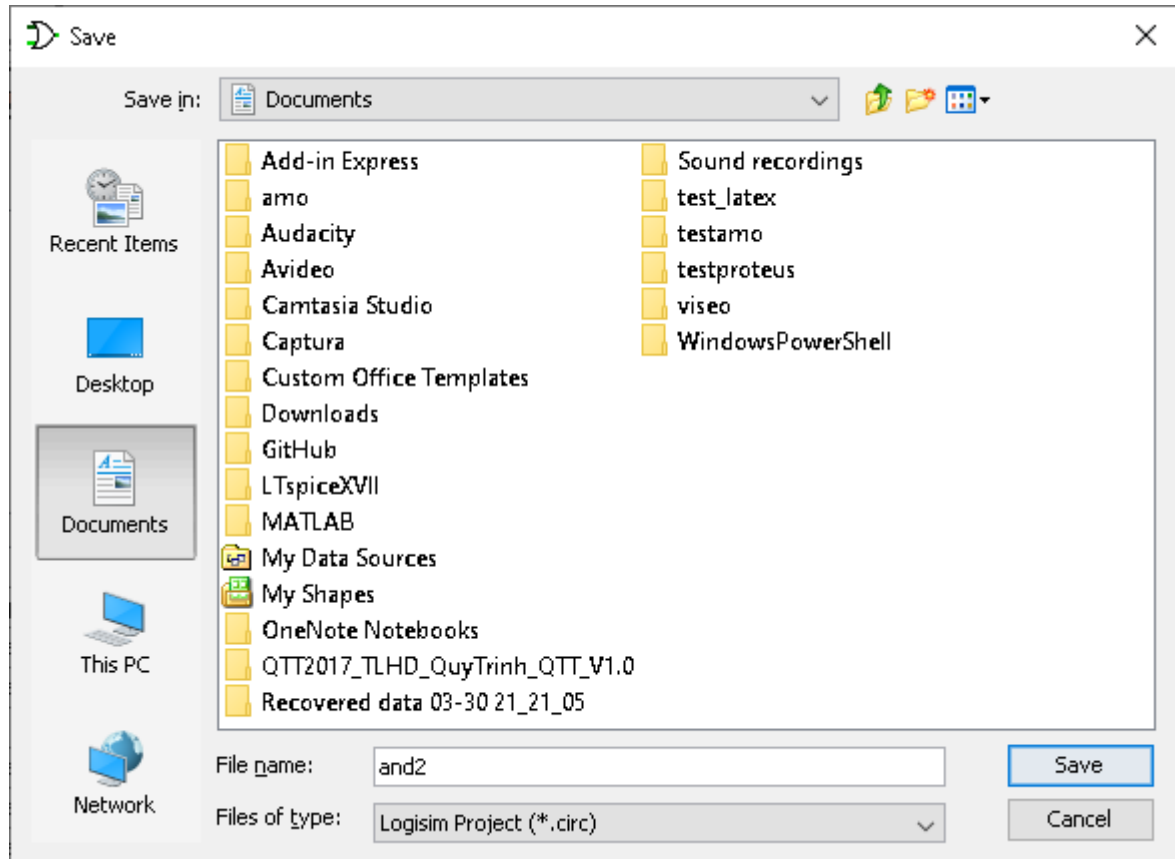 Save
Save in:
Documents
Recent Items
Desktop
Documents
This PC
Network
Add-in Express
amo
Audacity
Avideo
Camtasia Studio
Captura
Custom Office Templates
Downloads
GitHub
LTspiceXVII
MATLAB
My Data Sources
My Shapes
OneNote Notebooks
QTT2017_TLHD_QuyTrinh_QTT_V1.0
Recovered data 03-30 21_21_05
Sound recordings
test_latex
testamo
testproteus
viseo
WindowsPowerShell
File name:
and2
Save
Files of type:
Logisim Project (*.circ)
Cancel